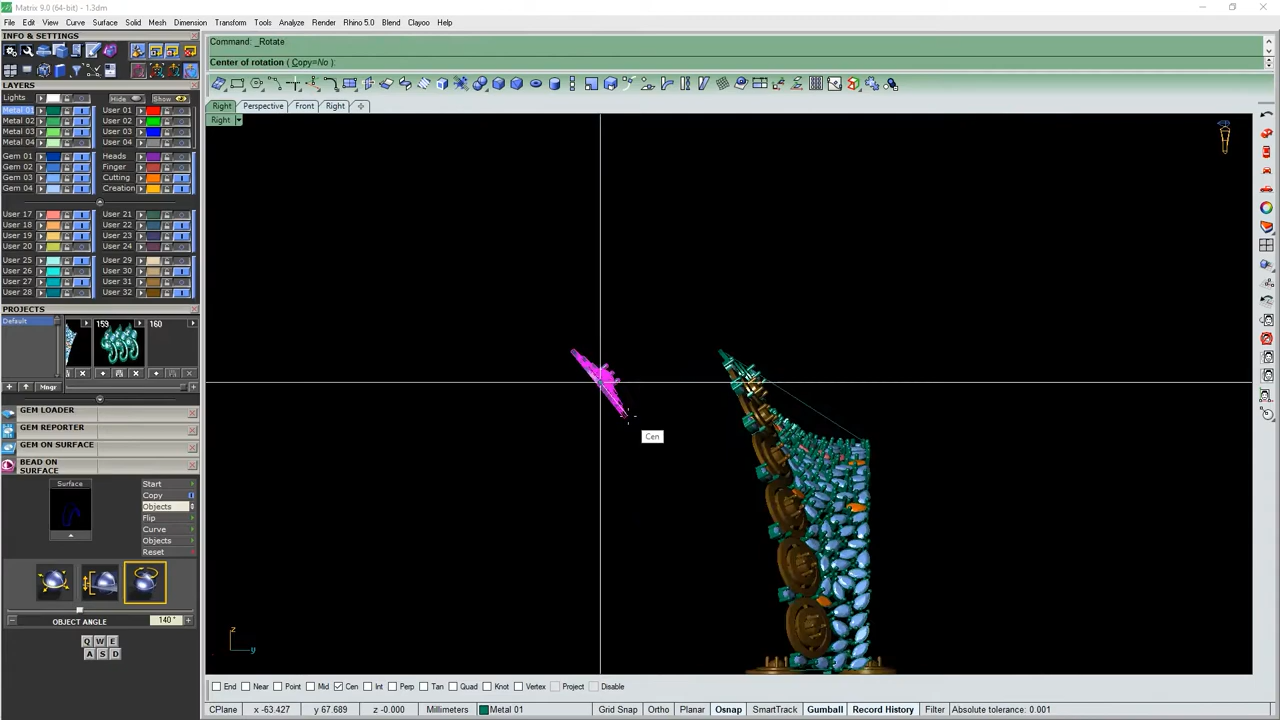 Matrix 9.0 (64-bit) - 1.3dm
File Edit View Curve Surface Solid Mesh Dimension Transform Tools Analyze Render Rhino 5.0 Blend Clayoo Help
INFO & SETTINGS
Command: _Rotate
Center of rotation ( Copy=No ):
LAYERS
Lights Hide Show
Metal 01 User 01
Metal 02 User 02
Metal 03 User 03
Metal 04 User 04
Gem 01 Heads
Gem 02 Finger
Gem 03 Cutting
Gem 04 Creation
User 17 User 21
User 18 User 22
User 19 User 23
User 20 User 24
User 25 User 29
User 26 User 30
User 27 User 31
User 28 User 32
PROJECTS
Default
159 160
Mngr
GEM LOADER
GEM REPORTER
GEM ON SURFACE
BEAD ON
SURFACE
Surface
Start
Copy
Objects
Flip
Curve
Objects
Reset
OBJECT ANGLE 140°
Q W E
A S D
Right Perspective Front Right
Right
Cen
z
y
End Near Point Mid Cen Int Perp Tan Quad Knot Vertex Project Disable
CPlane x -63.427 y 67.689 z -0.000 Millimeters Metal 01 Grid Snap Ortho Planar Osnap SmartTrack Gumball Record History Filter Absolute tolerance: 0.001